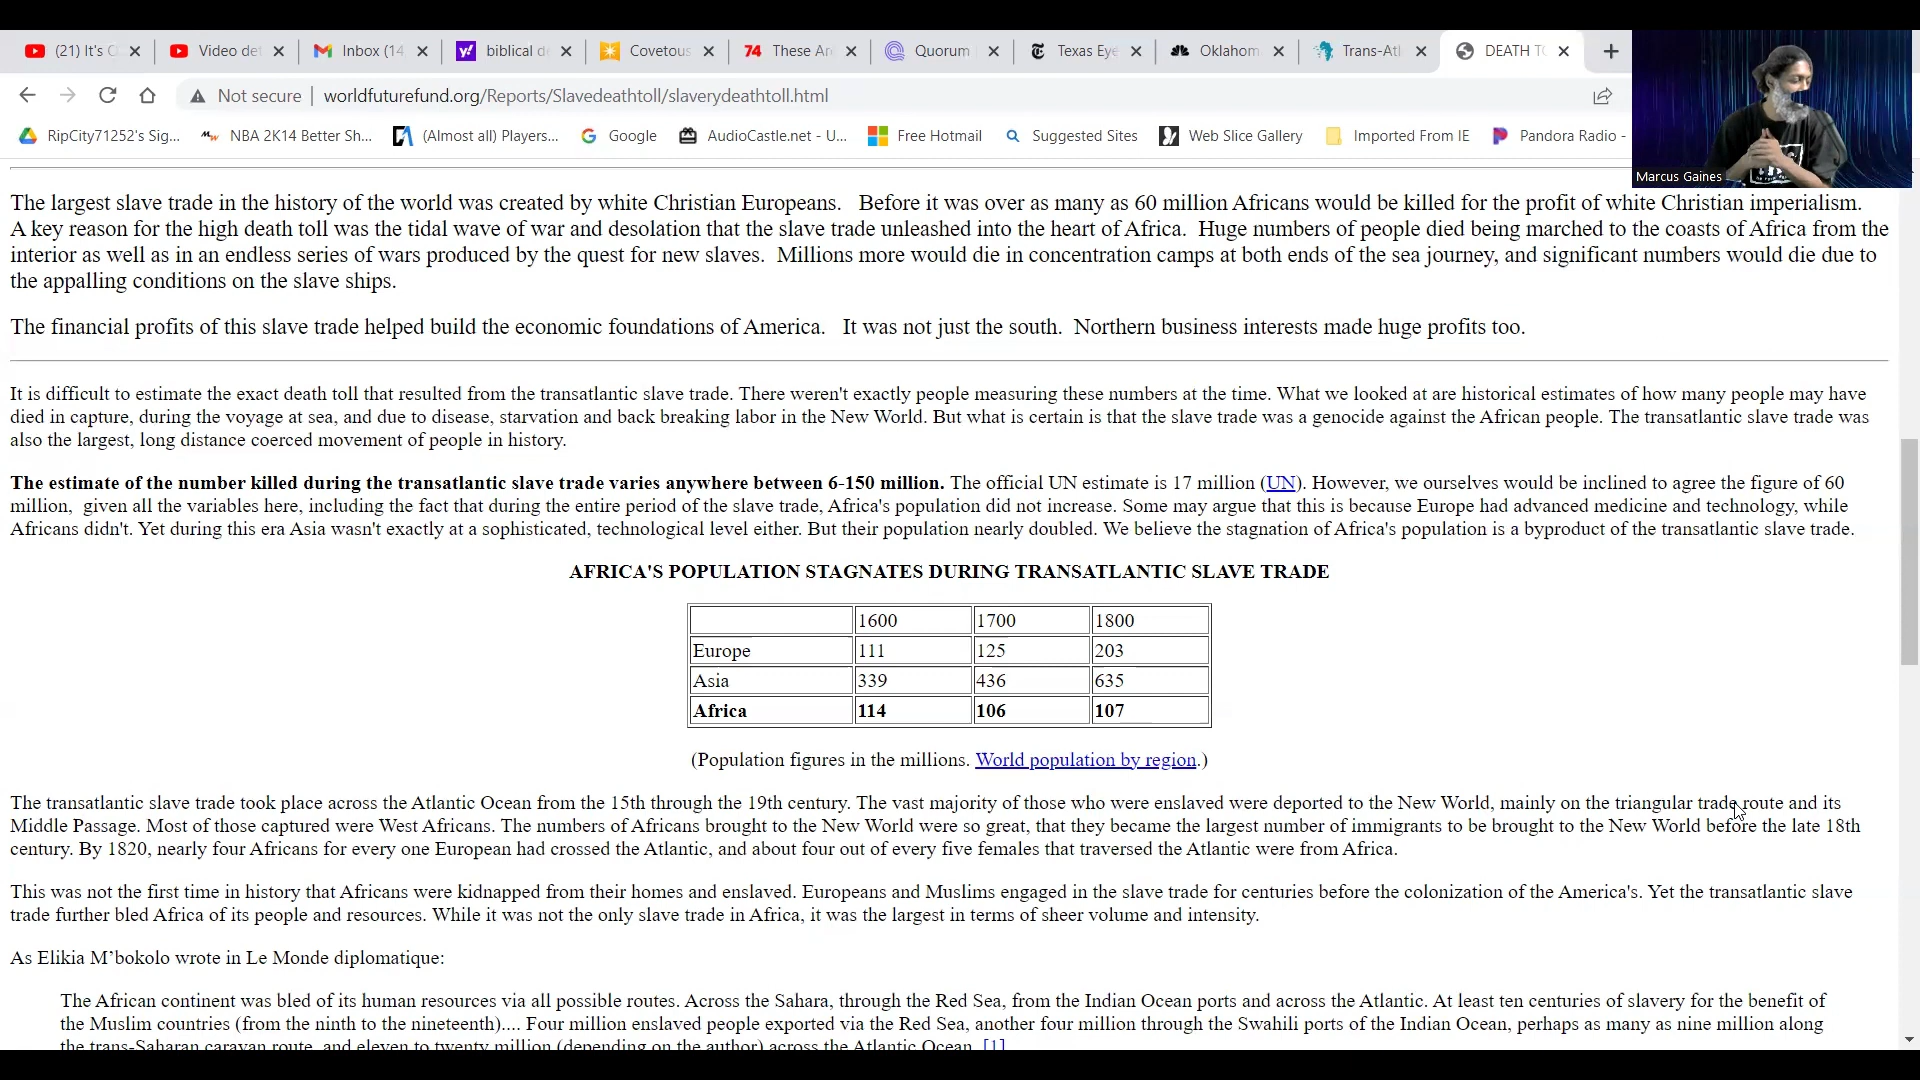 (21) It's C
Video det
Inbox (14
biblical d
Covetous
74 These Ar
Quorum
Texas Eye
Oklahom
Trans-Atl
DEATH TO
Not secure | worldfuturefund.org/Reports/Slavedeathtoll/slaverydeathtoll.html
RipCity71252's Sig... NBA 2K14 Better Sh... (Almost all) Players... Google AudioCastle.net - U... Free Hotmail Suggested Sites Web Slice Gallery Imported From IE Pandora Radio -
Marcus Gaines
The largest slave trade in the history of the world was created by white Christian Europeans. Before it was over as many as 60 million Africans would be killed for the profit of white Christian imperialism.
A key reason for the high death toll was the tidal wave of war and desolation that the slave trade unleashed into the heart of Africa. Huge numbers of people died being marched to the coasts of Africa from the
interior as well as in an endless series of wars produced by the quest for new slaves. Millions more would die in concentration camps at both ends of the sea journey, and significant numbers would die due to
the appalling conditions on the slave ships.
The financial profits of this slave trade helped build the economic foundations of America. It was not just the south. Northern business interests made huge profits too.
It is difficult to estimate the exact death toll that resulted from the transatlantic slave trade. There weren't exactly people measuring these numbers at the time. What we looked at are historical estimates of how many people may have
died in capture, during the voyage at sea, and due to disease, starvation and back breaking labor in the New World. But what is certain is that the slave trade was a genocide against the African people. The transatlantic slave trade was
also the largest, long distance coerced movement of people in history.
The estimate of the number killed during the transatlantic slave trade varies anywhere between 6-150 million. The official UN estimate is 17 million (UN). However, we ourselves would be inclined to agree the figure of 60
million, given all the variables here, including the fact that during the entire period of the slave trade, Africa's population did not increase. Some may argue that this is because Europe had advanced medicine and technology, while
Africans didn't. Yet during this era Asia wasn't exactly at a sophisticated, technological level either. But their population nearly doubled. We believe the stagnation of Africa's population is a byproduct of the transatlantic slave trade.
AFRICA'S POPULATION STAGNATES DURING TRANSATLANTIC SLAVE TRADE
1600 1700 1800
Europe 111 125 203
Asia 339 436 635
Africa 114 106 107
(Population figures in the millions. World population by region.)
The transatlantic slave trade took place across the Atlantic Ocean from the 15th through the 19th century. The vast majority of those who were enslaved were deported to the New World, mainly on the triangular trade route and its
Middle Passage. Most of those captured were West Africans. The numbers of Africans brought to the New World were so great, that they became the largest number of immigrants to be brought to the New World before the late 18th
century. By 1820, nearly four Africans for every one European had crossed the Atlantic, and about four out of every five females that traversed the Atlantic were from Africa.
This was not the first time in history that Africans were kidnapped from their homes and enslaved. Europeans and Muslims engaged in the slave trade for centuries before the colonization of the America's. Yet the transatlantic slave
trade further bled Africa of its people and resources. While it was not the only slave trade in Africa, it was the largest in terms of sheer volume and intensity.
As Elikia M’bokolo wrote in Le Monde diplomatique:
The African continent was bled of its human resources via all possible routes. Across the Sahara, through the Red Sea, from the Indian Ocean ports and across the Atlantic. At least ten centuries of slavery for the benefit of
the Muslim countries (from the ninth to the nineteenth).... Four million enslaved people exported via the Red Sea, another four million through the Swahili ports of the Indian Ocean, perhaps as many as nine million along
the trans-Saharan caravan route, and eleven to twenty million (depending on the author) across the Atlantic Ocean. [1]